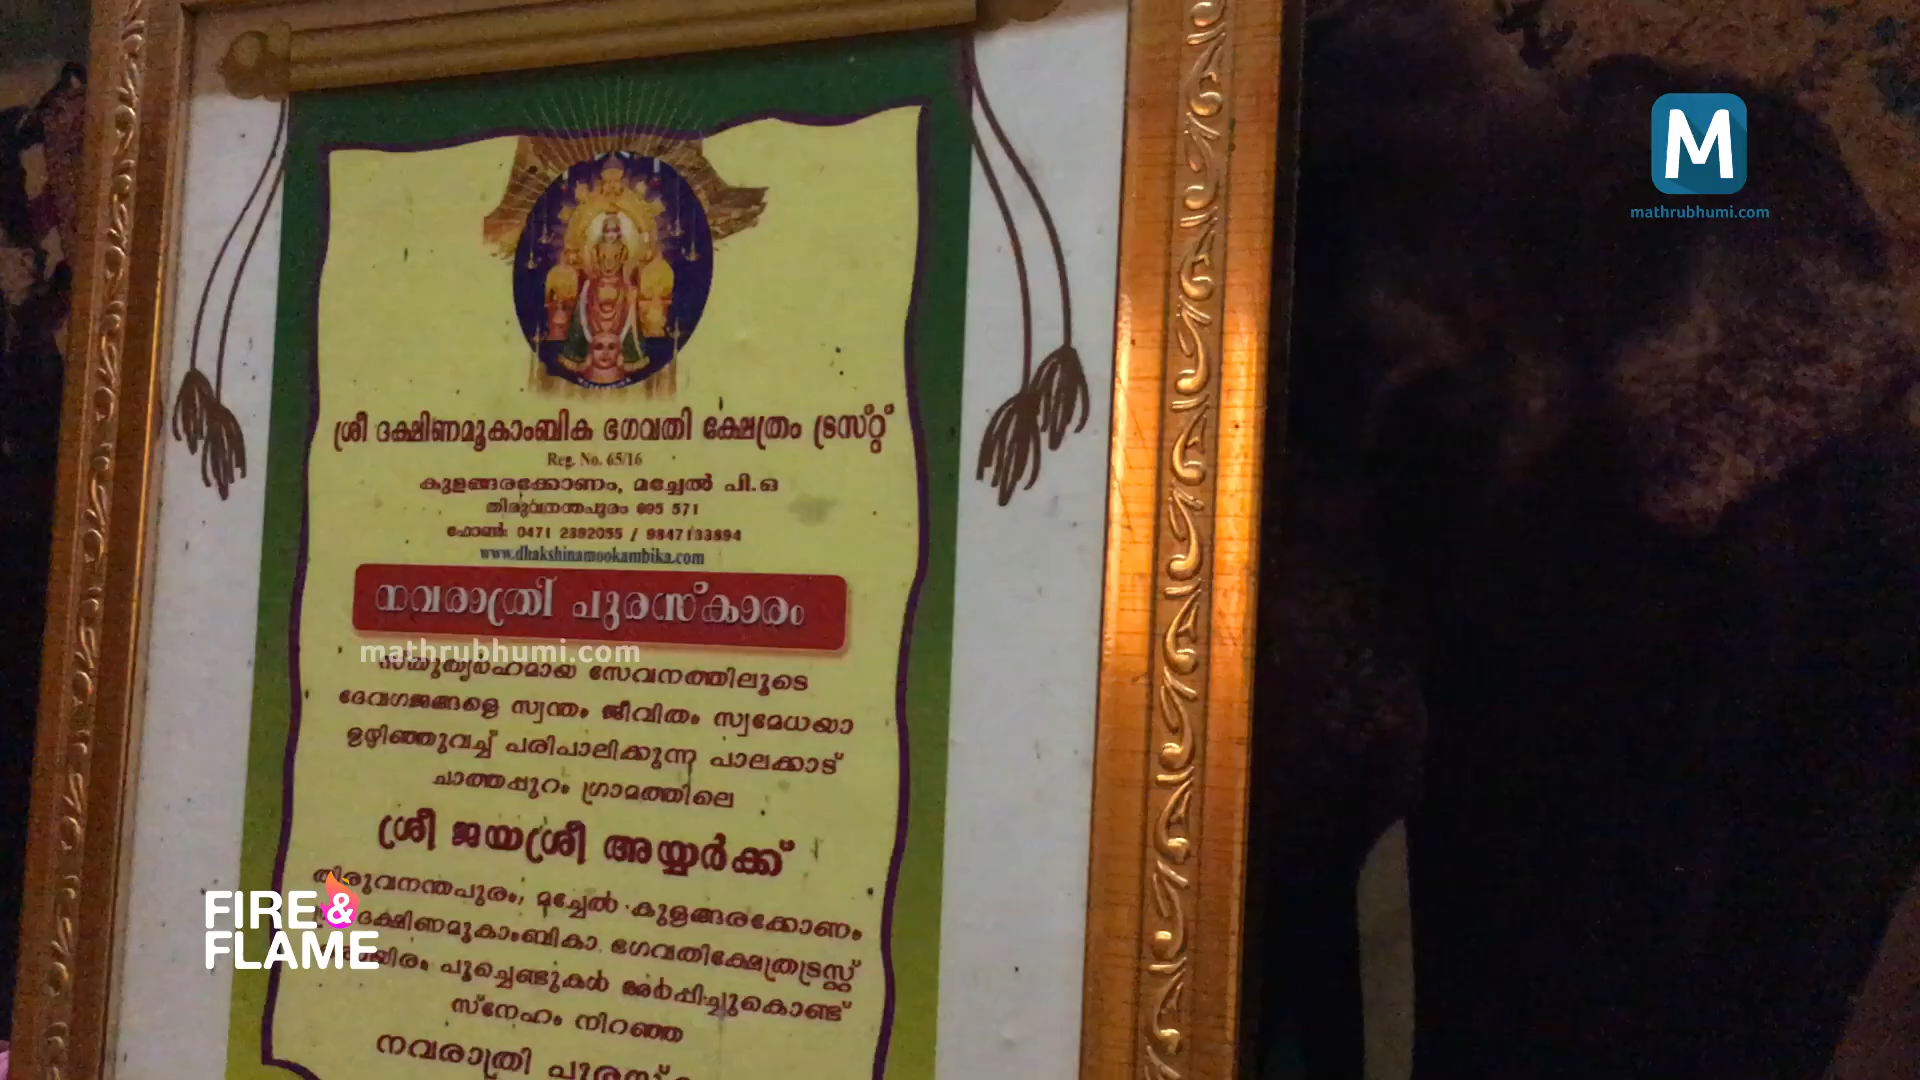 M
mathrubhumi.com
ശ്രീ ദക്ഷിണമൂകാംബിക ഭഗവതി ക്ഷേത്രം ട്രസ്റ്റ്
Reg. No. 65/16
കുളങ്ങരക്കോണം, മച്ചേൽ പി.ഒ
തിരുവനന്തപുരം 695 571
ഫോൺ: 0471 2392055 / 9847133894
www.dhakshinamookambika.com
നവരാത്രി പുരസ്കാരം
mathrubhumi.com
സ്തുത്യർഹമായ സേവനത്തിലൂടെ
ദേവഗജങ്ങളെ സ്വന്തം ജീവിതം സ്വമേധയാ
ഉഴിഞ്ഞുവച്ച് പരിപാലിക്കുന്ന പാലക്കാട്
ചാത്തപ്പുറം ഗ്രാമത്തിലെ
ശ്രീ ജയശ്രീ അയ്യർക്ക്
തിരുവനന്തപുരം, മച്ചേൽ കുളങ്ങരക്കോണം
ദക്ഷിണമൂകാംബികാ ഭഗവതിക്ഷേത്രട്രസ്റ്റ്
പൂച്ചെണ്ടുകൾ അർപ്പിച്ചുകൊണ്ട്
സ്നേഹം നിറഞ്ഞ
നവരാത്രി
FIRE &
FLAME